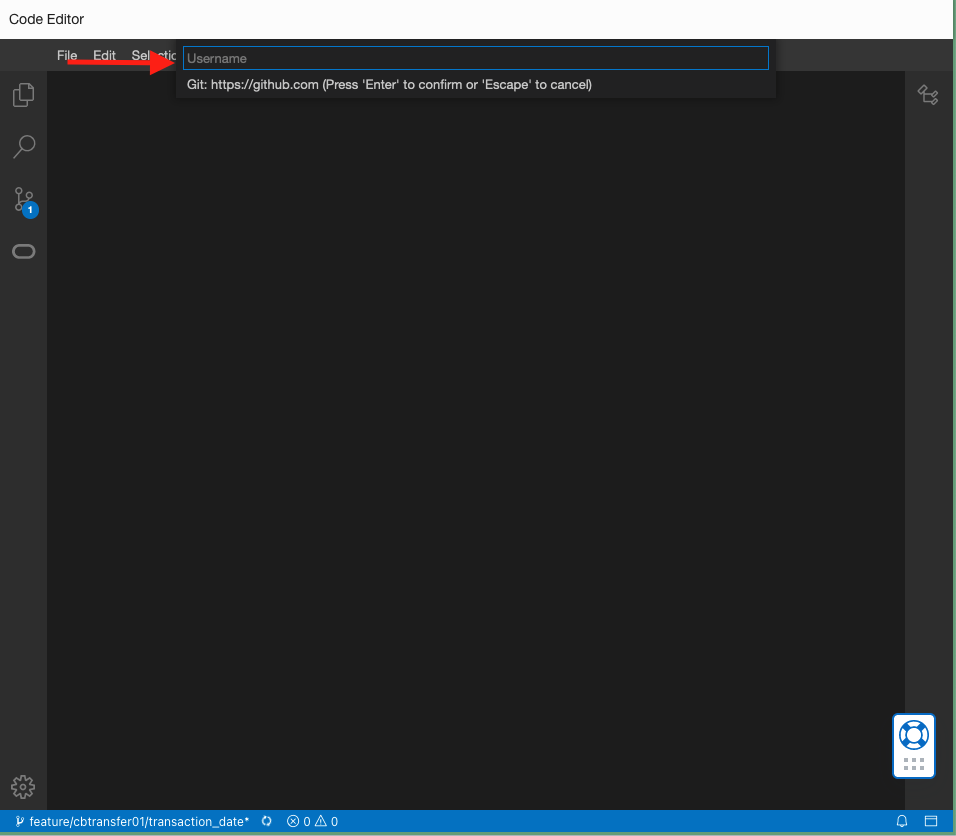 Code Editor
File Edit Selectio
Username
Git: https://github.com (Press 'Enter' to confirm or 'Escape' to cancel)
1
feature/cbtransfer01/transaction_date* 0 0